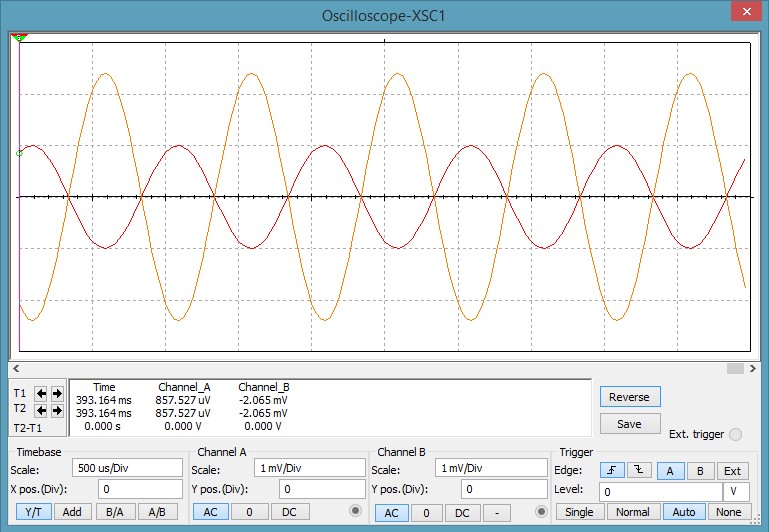 Oscilloscope-XSC1
Time Channel_A Channel_B
T1 393.164 ms 857.527 uV -2.065 mV
T2 393.164 ms 857.527 uV -2.065 mV
T2-T1 0.000 s 0.000 V 0.000 V
Reverse
Save
Ext. trigger
Timebase Channel A Channel B Trigger
Scale: 500 us/Div Scale: 1 mV/Div Scale: 1 mV/Div Edge: A B Ext
X pos.(Div): 0 Y pos.(Div): 0 Y pos.(Div): 0 Level: 0 V
Y/T Add B/A A/B AC 0 DC AC 0 DC - Single Normal Auto None